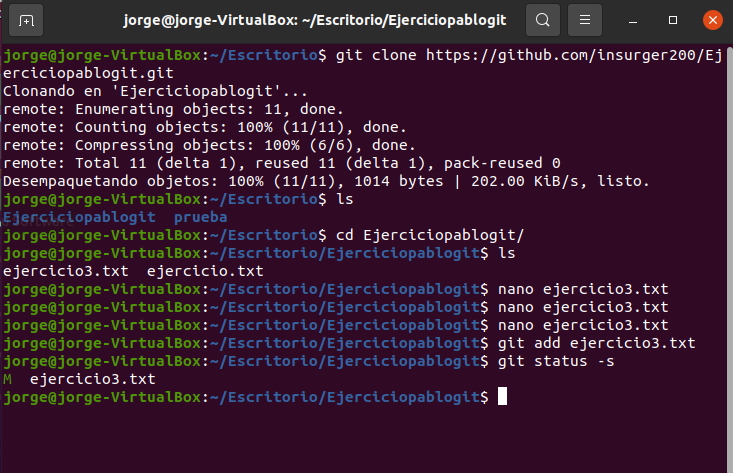 jorge@jorge-VirtualBox: ~/Escritorio/Ejerciciopablogit
jorge@jorge-VirtualBox:~/Escritorio$ git clone https://github.com/insurger200/Ej
erciciopablogit.git
Clonando en 'Ejerciciopablogit'...
remote: Enumerating objects: 11, done.
remote: Counting objects: 100% (11/11), done.
remote: Compressing objects: 100% (6/6), done.
remote: Total 11 (delta 1), reused 11 (delta 1), pack-reused 0
Desempaquetando objetos: 100% (11/11), 1014 bytes | 202.00 KiB/s, listo.
jorge@jorge-VirtualBox:~/Escritorio$ ls
Ejerciciopablogit  prueba
jorge@jorge-VirtualBox:~/Escritorio$ cd Ejerciciopablogit/
jorge@jorge-VirtualBox:~/Escritorio/Ejerciciopablogit$ ls
ejercicio3.txt  ejercicio.txt
jorge@jorge-VirtualBox:~/Escritorio/Ejerciciopablogit$ nano ejercicio3.txt
jorge@jorge-VirtualBox:~/Escritorio/Ejerciciopablogit$ nano ejercicio3.txt
jorge@jorge-VirtualBox:~/Escritorio/Ejerciciopablogit$ nano ejercicio3.txt
jorge@jorge-VirtualBox:~/Escritorio/Ejerciciopablogit$ git add ejercicio3.txt
jorge@jorge-VirtualBox:~/Escritorio/Ejerciciopablogit$ git status -s
M  ejercicio3.txt
jorge@jorge-VirtualBox:~/Escritorio/Ejerciciopablogit$